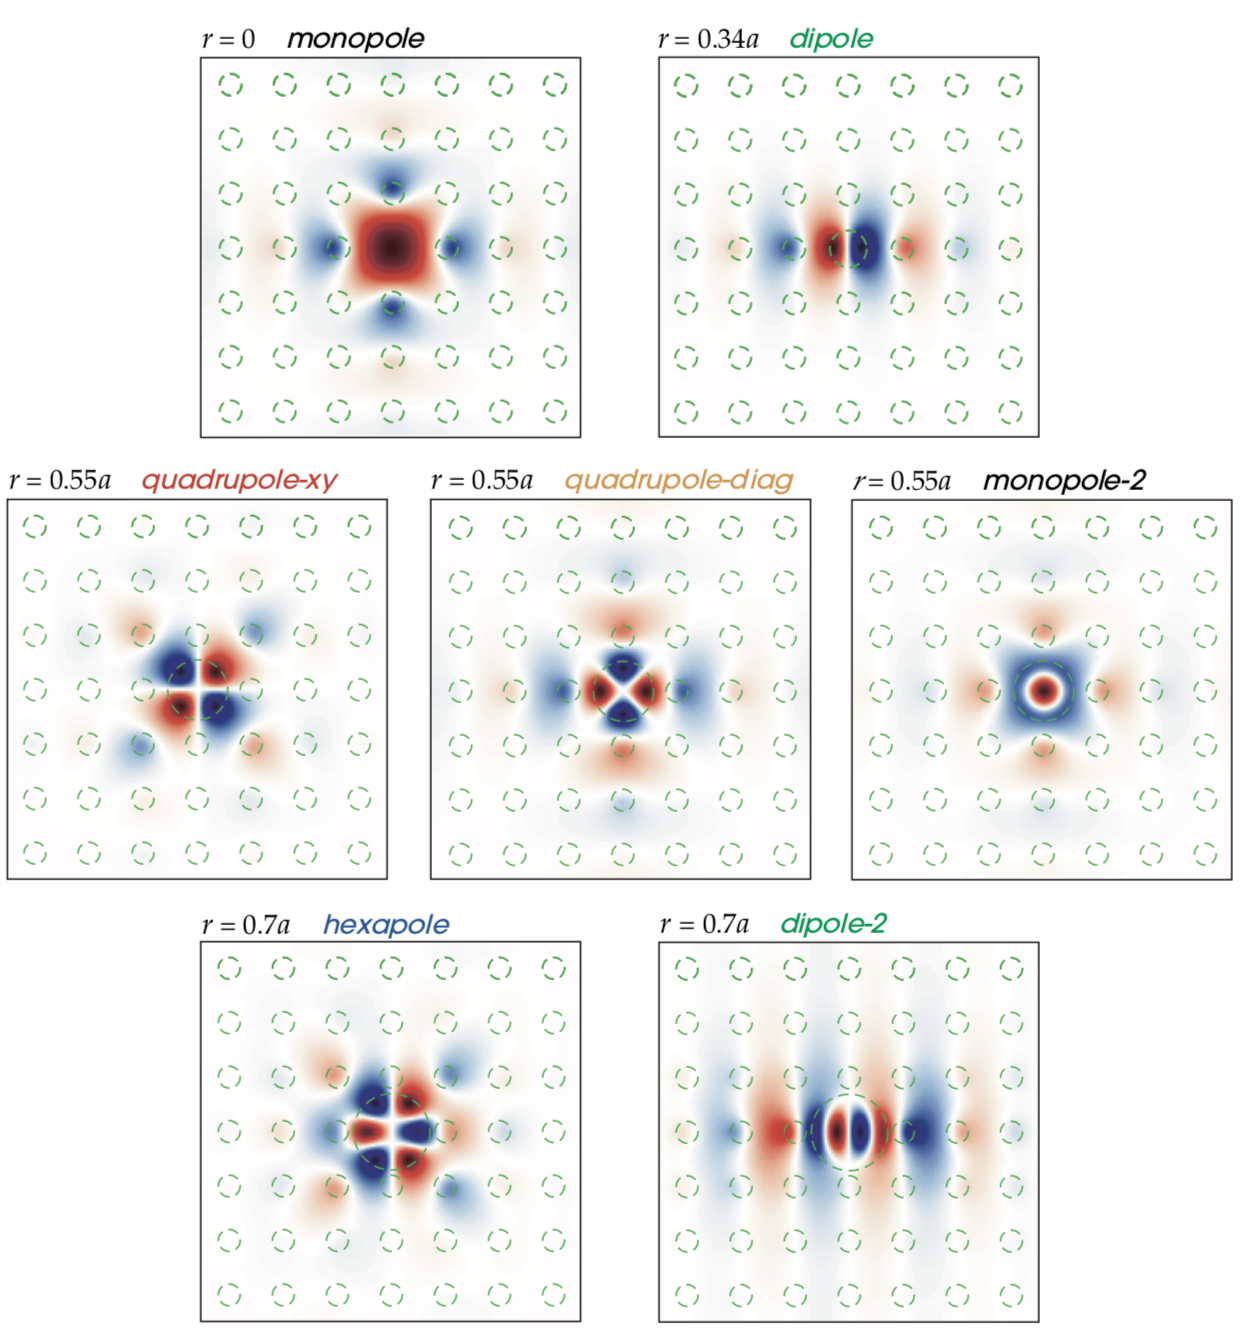 r = 0 monopole
r = 0.34a dipole
r = 0.55a quadrupole-xy
r = 0.55a quadrupole-diag
r = 0.55a monopole-2
r = 0.7a hexapole
r = 0.7a dipole-2